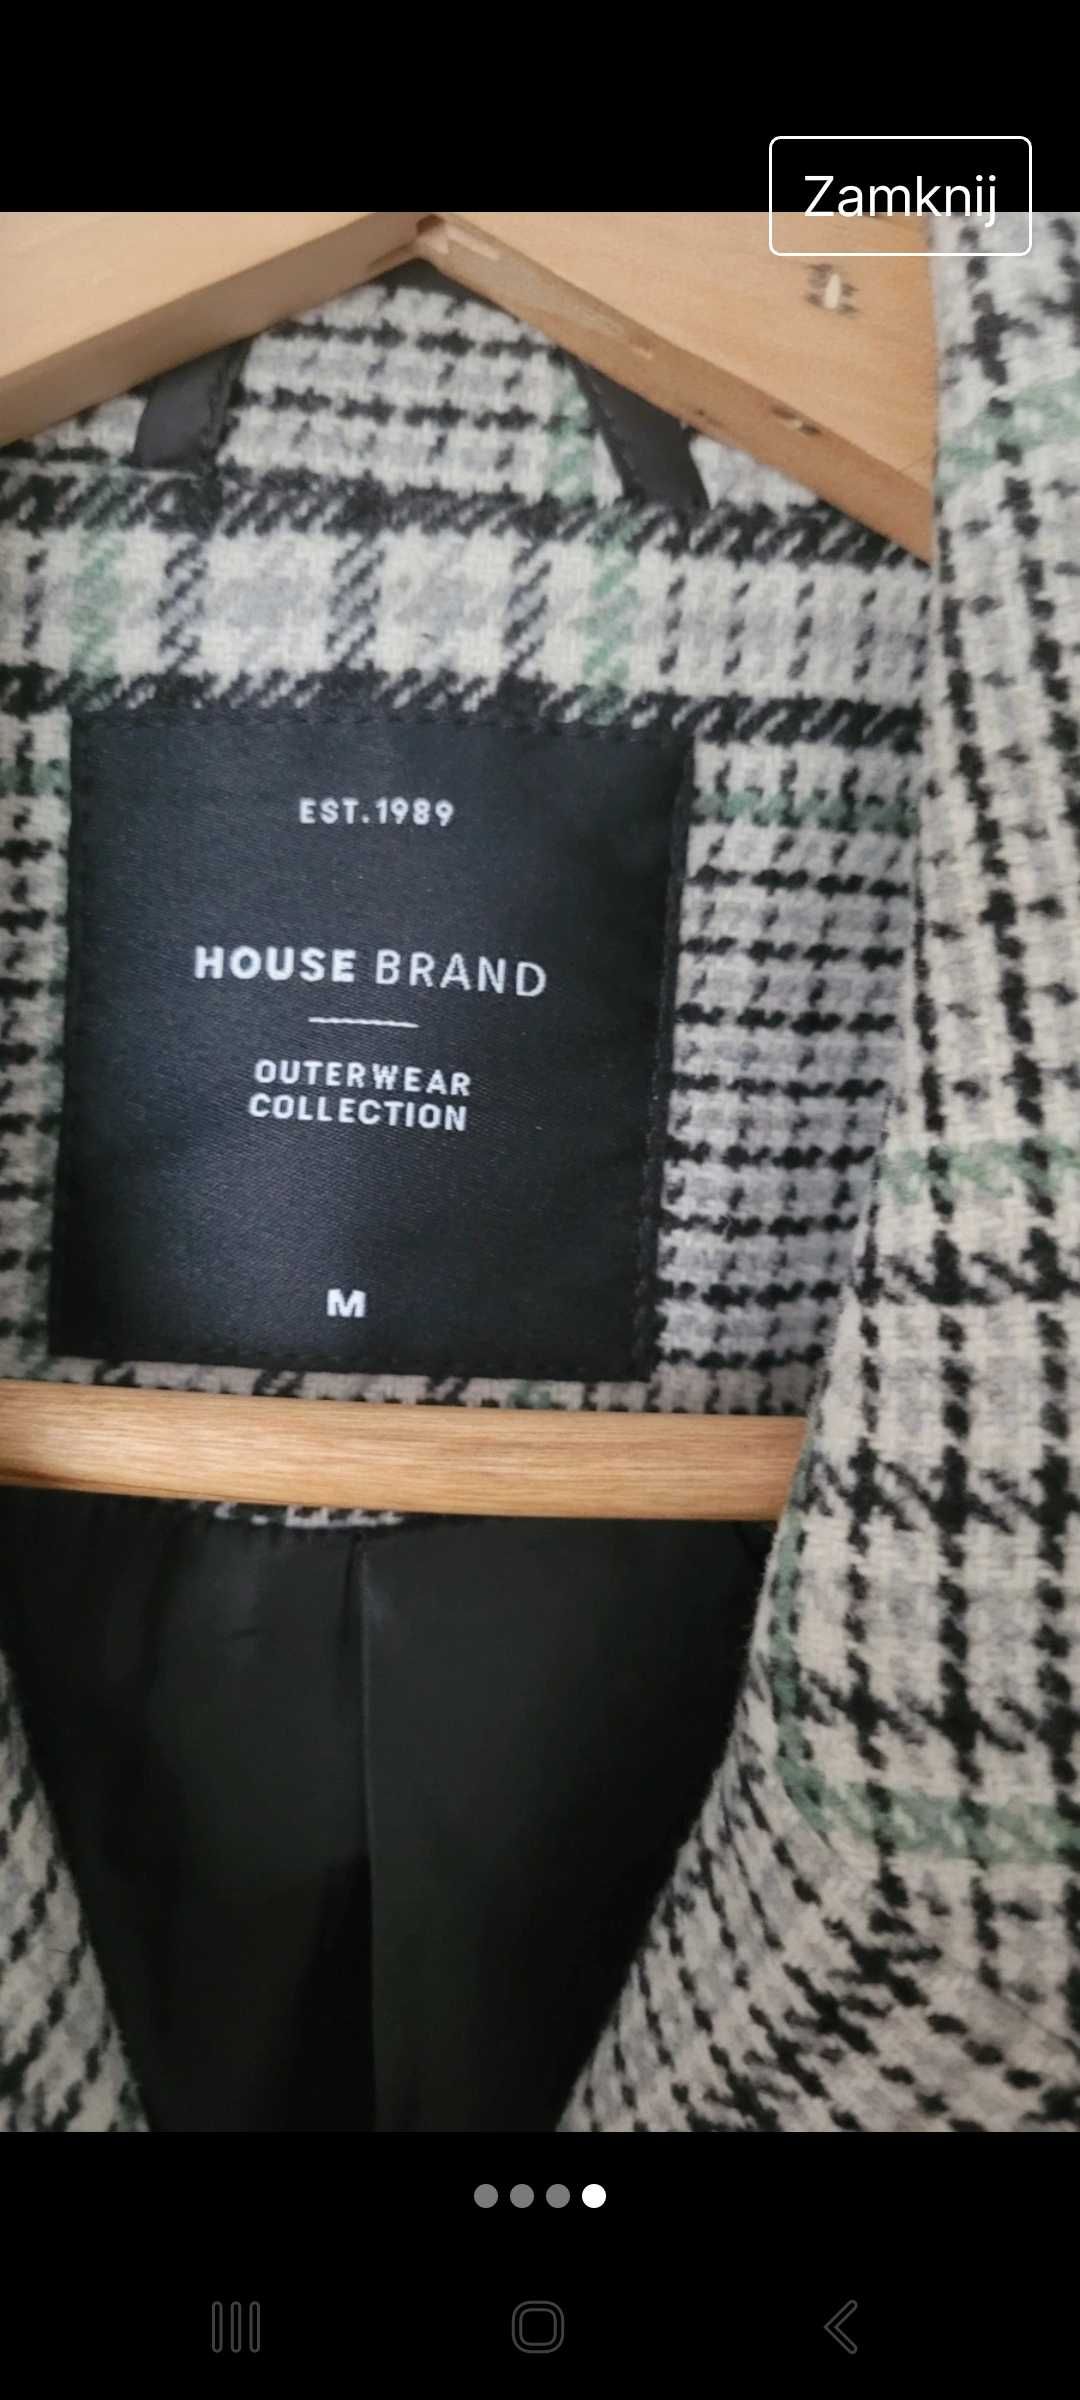 Zamknij
EST.1989
HOUSE BRAND
OUTERWEAR
COLLECTION
M